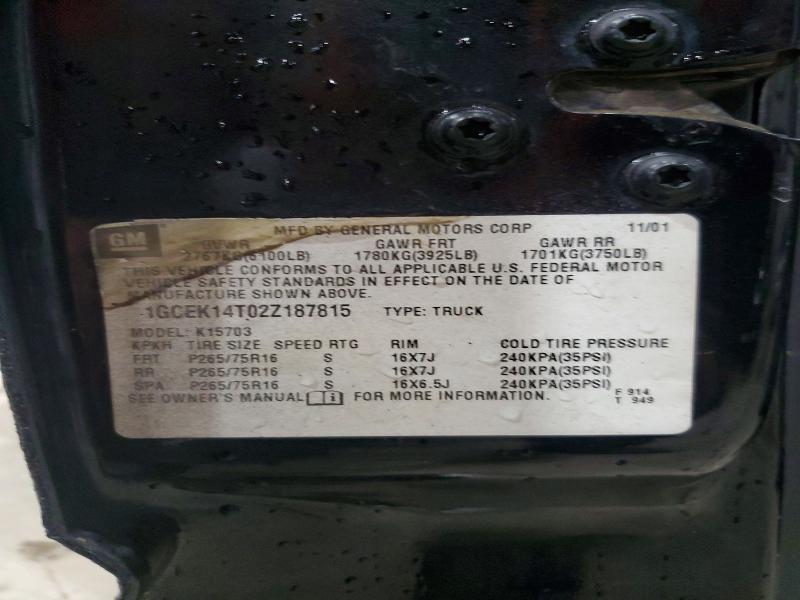 GM
MFD BY GENERAL MOTORS CORP 11/01
GVWR GAWR FRT GAWR RR
2767KG(6100LB) 1780KG(3925LB) 1701KG(3750LB)
THIS VEHICLE CONFORMS TO ALL APPLICABLE U.S. FEDERAL MOTOR
VEHICLE SAFETY STANDARDS IN EFFECT ON THE DATE OF
MANUFACTURE SHOWN ABOVE.
1GCEK14T02Z187815 TYPE: TRUCK
MODEL: K15703
KPKH TIRE SIZE SPEED RTG RIM COLD TIRE PRESSURE
FRT P265/75R16 S 16X7J 240KPA(35PSI)
RR P265/75R16 S 16X7J 240KPA(35PSI)
SPA P265/75R16 S 16X6.5J 240KPA(35PSI)
SEE OWNER'S MANUAL i FOR MORE INFORMATION.
F 914
T 949